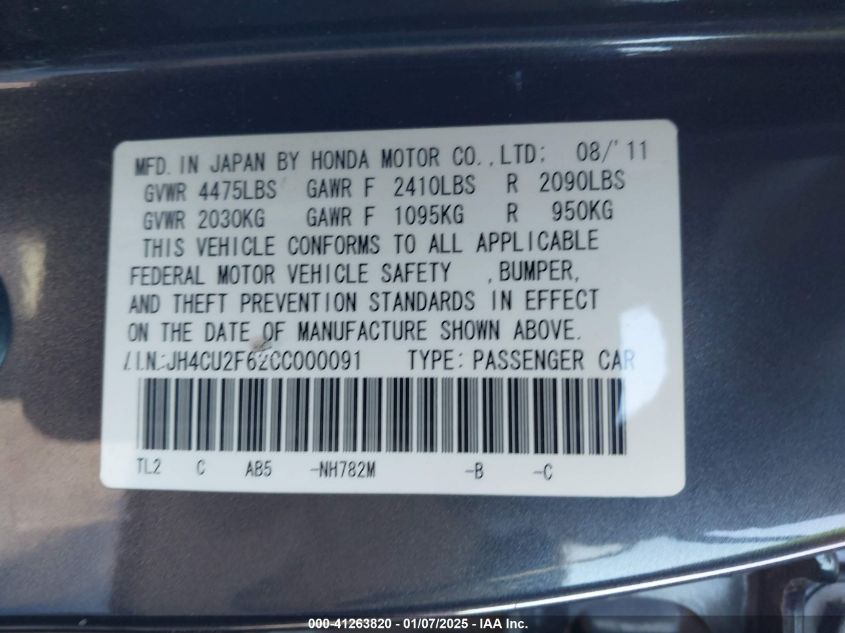 MFD. IN JAPAN BY HONDA MOTOR CO.,LTD: 08/'11
GVWR 4475LBS GAWR F 2410LBS R 2090LBS
GVWR 2030KG GAWR F 1095KG R 950KG
THIS VEHICLE CONFORMS TO ALL APPLICABLE
FEDERAL MOTOR VEHICLE SAFETY ,BUMPER,
AND THEFT PREVENTION STANDARDS IN EFFECT
ON THE DATE OF MANUFACTURE SHOWN ABOVE.
V.I.N.:JH4CU2F62CC000091 TYPE:PASSENGER CAR
TL2 C AB5 -NH782M -B -C
000-41263820 - 01/07/2025 - IAA Inc.